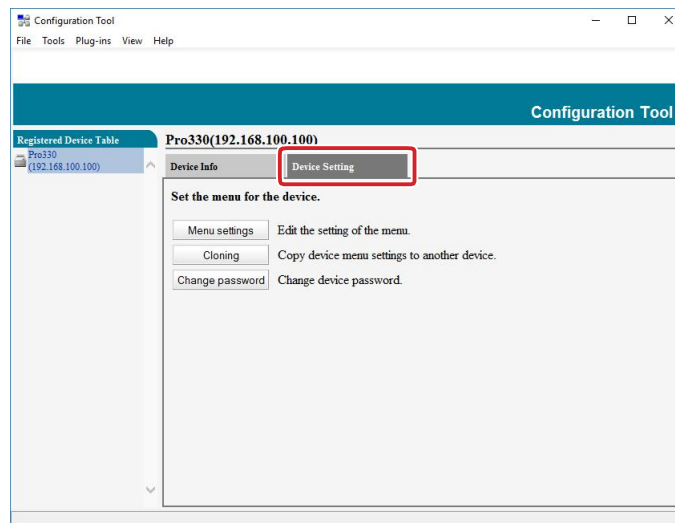 Configuration Tool
File Tools Plug-ins View Help
Configuration Tool
Registered Device Table
Pro330
(192.168.100.100)
Pro330(192.168.100.100)
Device Info Device Setting
Set the menu for the device.
Menu settings Edit the setting of the menu.
Cloning Copy device menu settings to another device.
Change password Change device password.